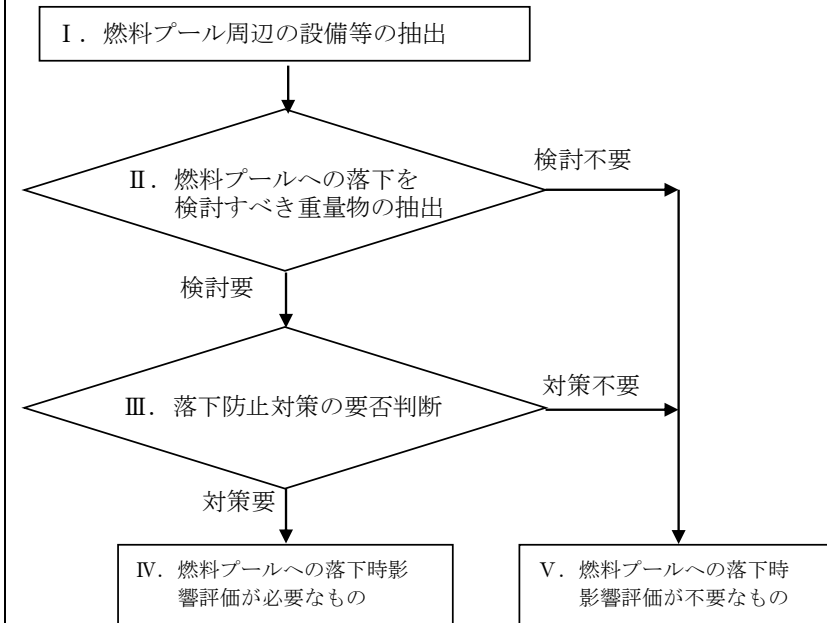 Ⅰ．燃料プール周辺の設備等の抽出
Ⅱ．燃料プールへの落下を
検討すべき重量物の抽出
検討不要
検討要
Ⅲ．落下防止対策の要否判断
対策不要
対策要
Ⅳ．燃料プールへの落下時影
響評価が必要なもの
Ⅴ．燃料プールへの落下時
影響評価が不要なもの